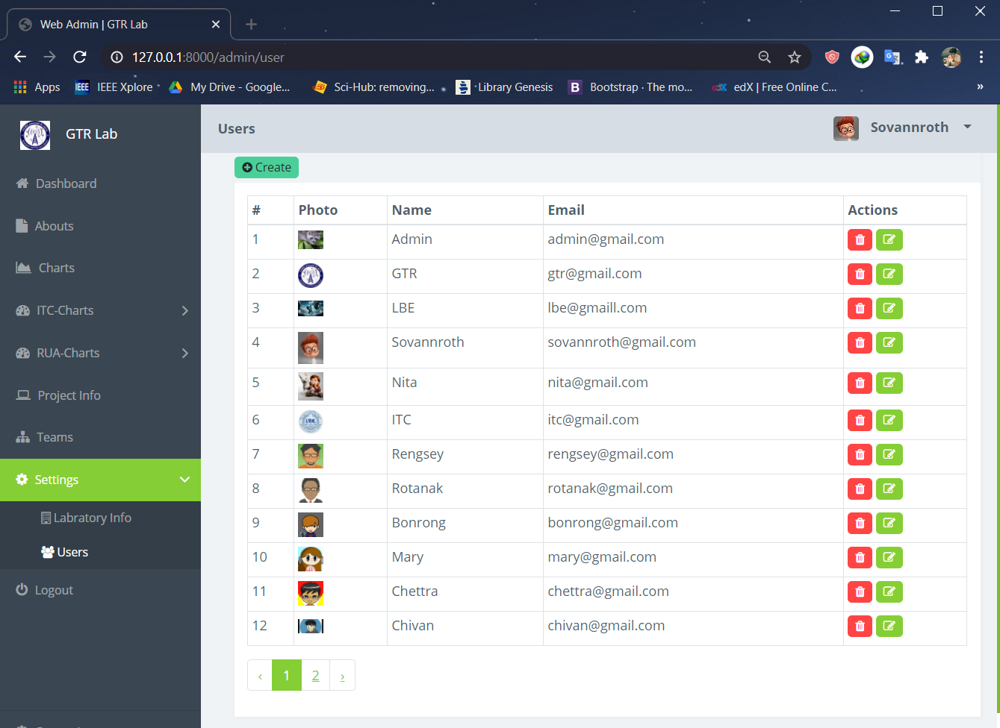 Web Admin | GTR Lab
127.0.0.1:8000/admin/user
Apps
IEEE
IEEE Xplore
My Drive - Google...
Sci-Hub: removing...
Library Genesis
B
Bootstrap · The mo...
edX
edX | Free Online C...
»
GTR Lab
Users
Sovannroth
Dashboard
Abouts
Charts
ITC-Charts
RUA-Charts
Project Info
Teams
Settings
Labratory Info
Users
Logout
Create
# Photo Name Email Actions
1 Admin admin@gmail.com
2 GTR gtr@gmail.com
3 LBE lbe@gmaill.com
4 Sovannroth sovannroth@gmail.com
5 Nita nita@gmail.com
6 ITC itc@gmail.com
7 Rengsey rengsey@gmail.com
8 Rotanak rotanak@gmail.com
9 Bonrong bonrong@gmail.com
10 Mary mary@gmail.com
11 Chettra chettra@gmail.com
12 Chivan chivan@gmail.com
‹ 1 2 ›